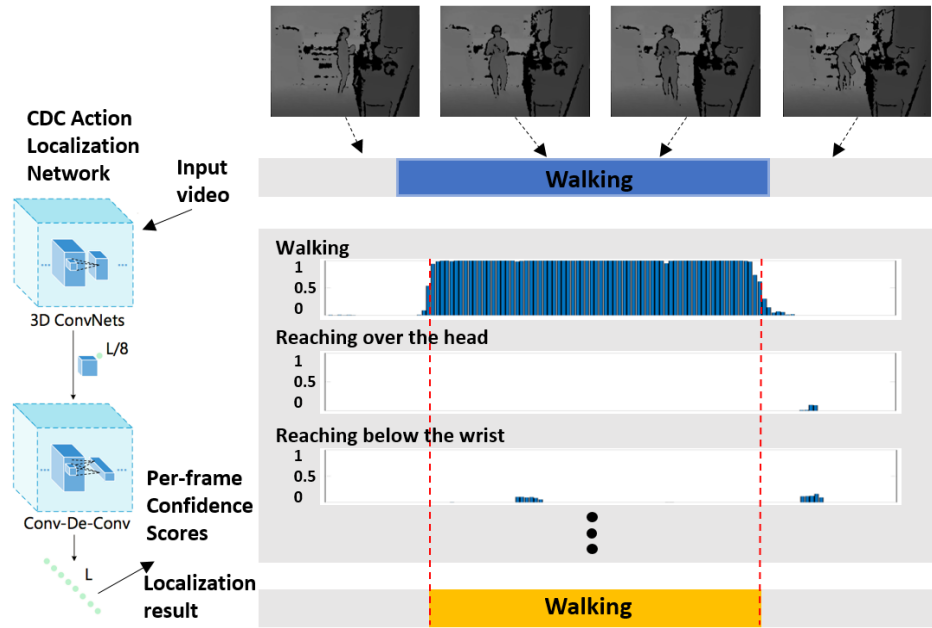 CDC Action
Localization
Network
Input
video
3D ConvNets
L/8
Conv-De-Conv
L
Per-frame
Confidence
Scores
Localization
result
Walking
Walking
1
0.5
0
Reaching over the head
1
0.5
0
Reaching below the wrist
1
0.5
0
Walking